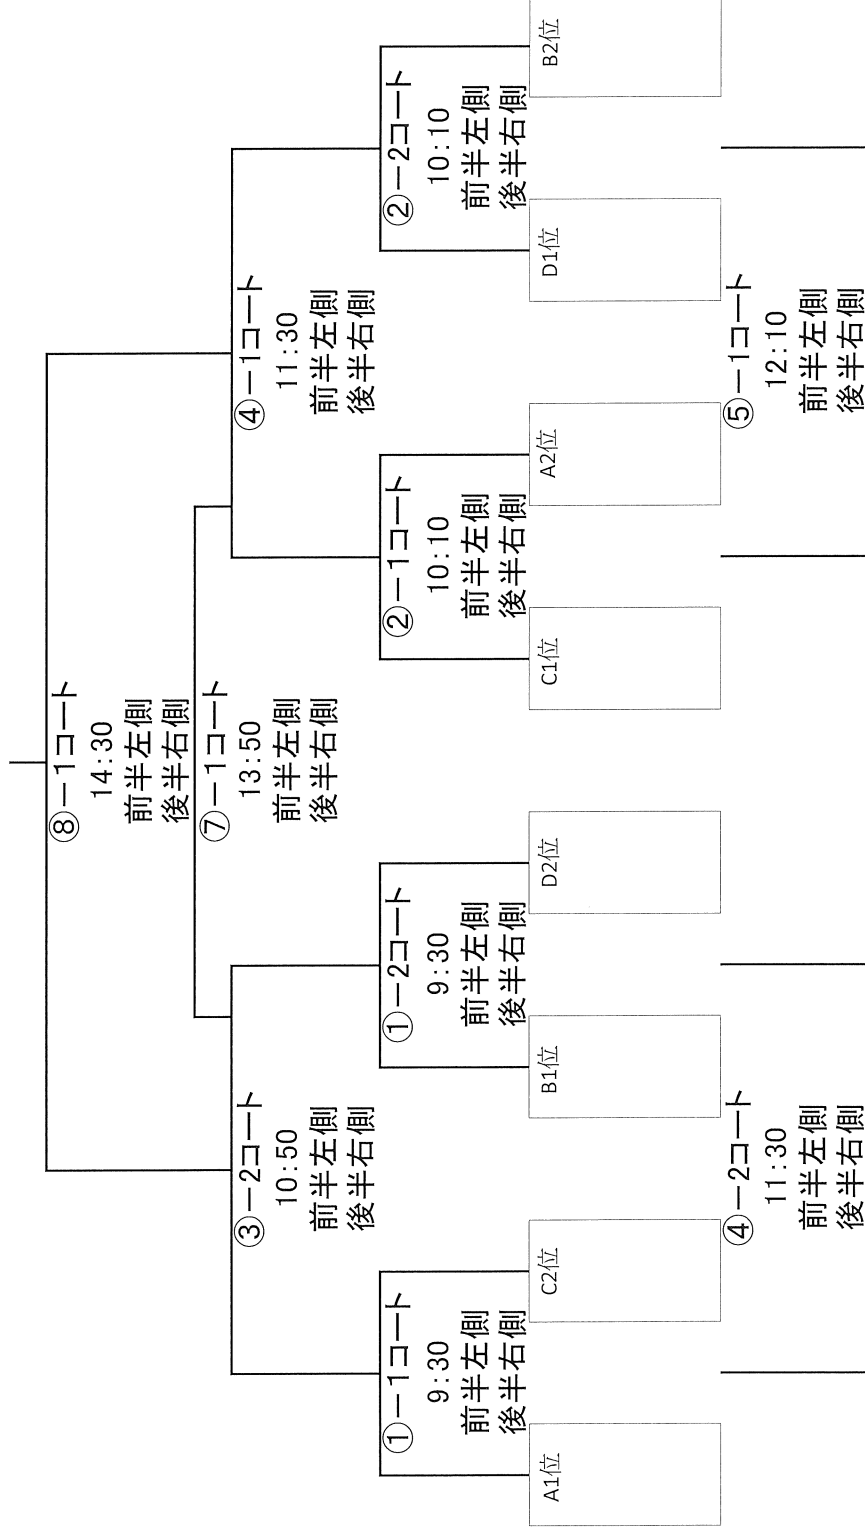 ⑧－1コート
14:30
前半左側
後半右側
⑦－1コート
13:50
前半左側
後半右側
③－2コート
10:50
前半左側
後半右側
④－1コート
11:30
前半左側
後半右側
①－1コート
9:30
前半左側
後半右側
①－2コート
9:30
前半左側
後半右側
②－1コート
10:10
前半左側
後半右側
②－2コート
10:10
前半左側
後半右側
A1位
C2位
B1位
D2位
C1位
A2位
D1位
B2位
④－2コート
11:30
前半左側
後半右側
⑤－1コート
12:10
前半左側
後半右側